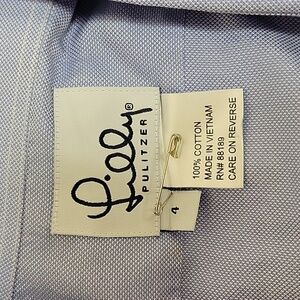 Lilly®
PULITZER
4
100% COTTON
MADE IN VIETNAM
RN# 88189
CARE ON REVERSE